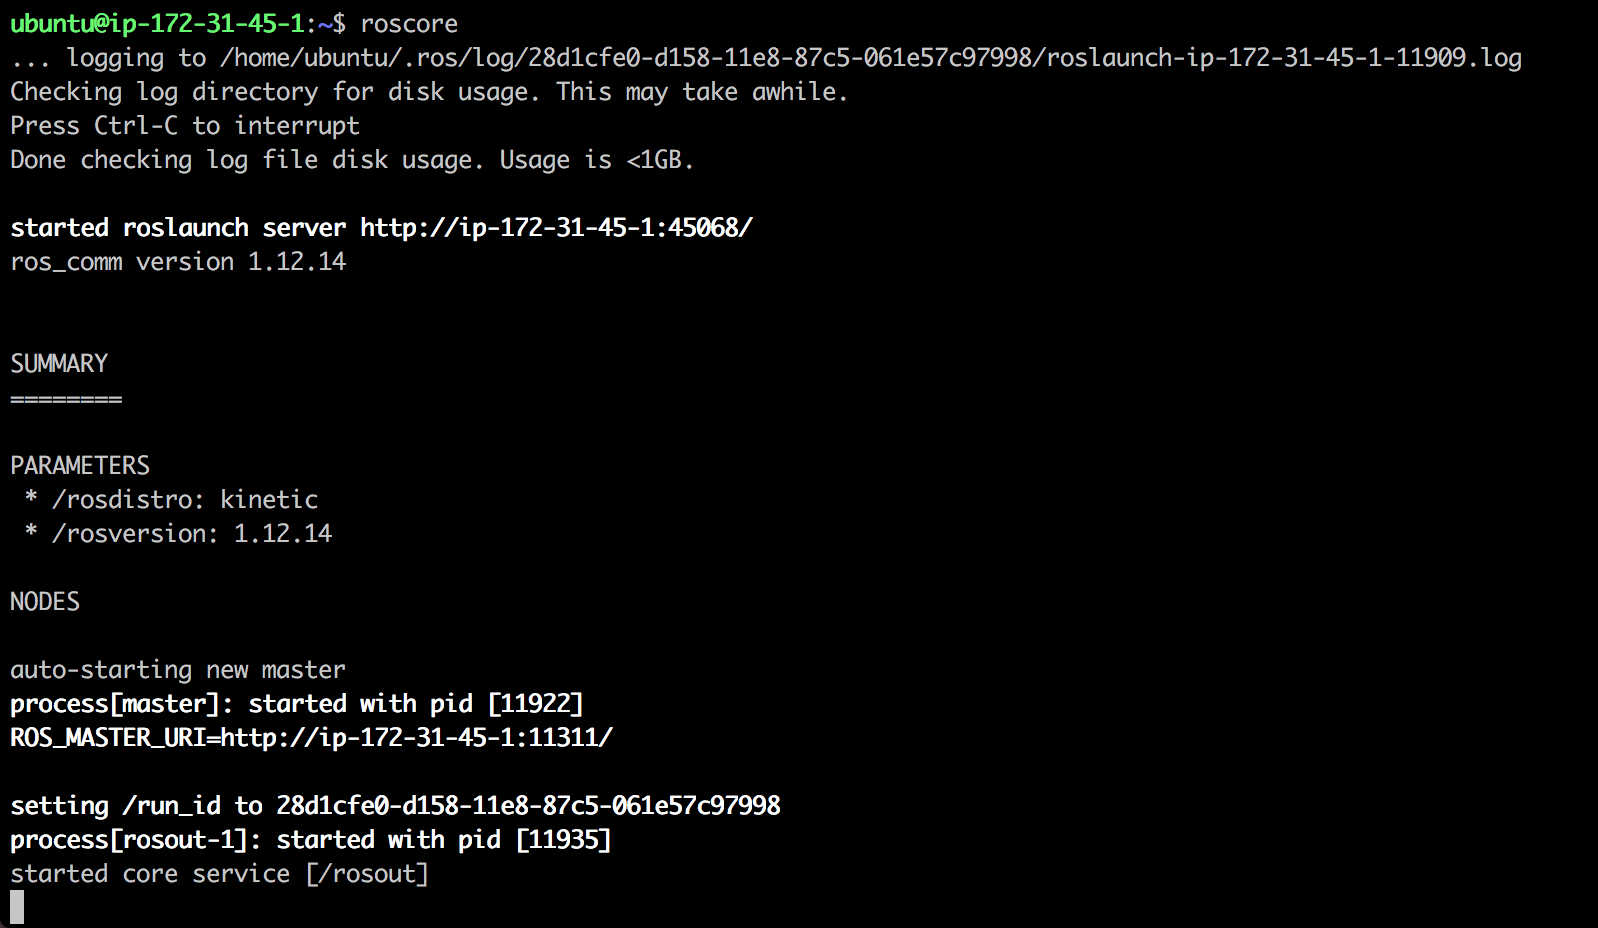 ubuntu@ip-172-31-45-1:~$ roscore
... logging to /home/ubuntu/.ros/log/28d1cfe0-d158-11e8-87c5-061e57c97998/roslaunch-ip-172-31-45-1-11909.log
Checking log directory for disk usage. This may take awhile.
Press Ctrl-C to interrupt
Done checking log file disk usage. Usage is <1GB.
started roslaunch server http://ip-172-31-45-1:45068/
ros_comm version 1.12.14
SUMMARY
========
PARAMETERS
 * /rosdistro: kinetic
 * /rosversion: 1.12.14
NODES
auto-starting new master
process[master]: started with pid [11922]
ROS_MASTER_URI=http://ip-172-31-45-1:11311/
setting /run_id to 28d1cfe0-d158-11e8-87c5-061e57c97998
process[rosout-1]: started with pid [11935]
started core service [/rosout]